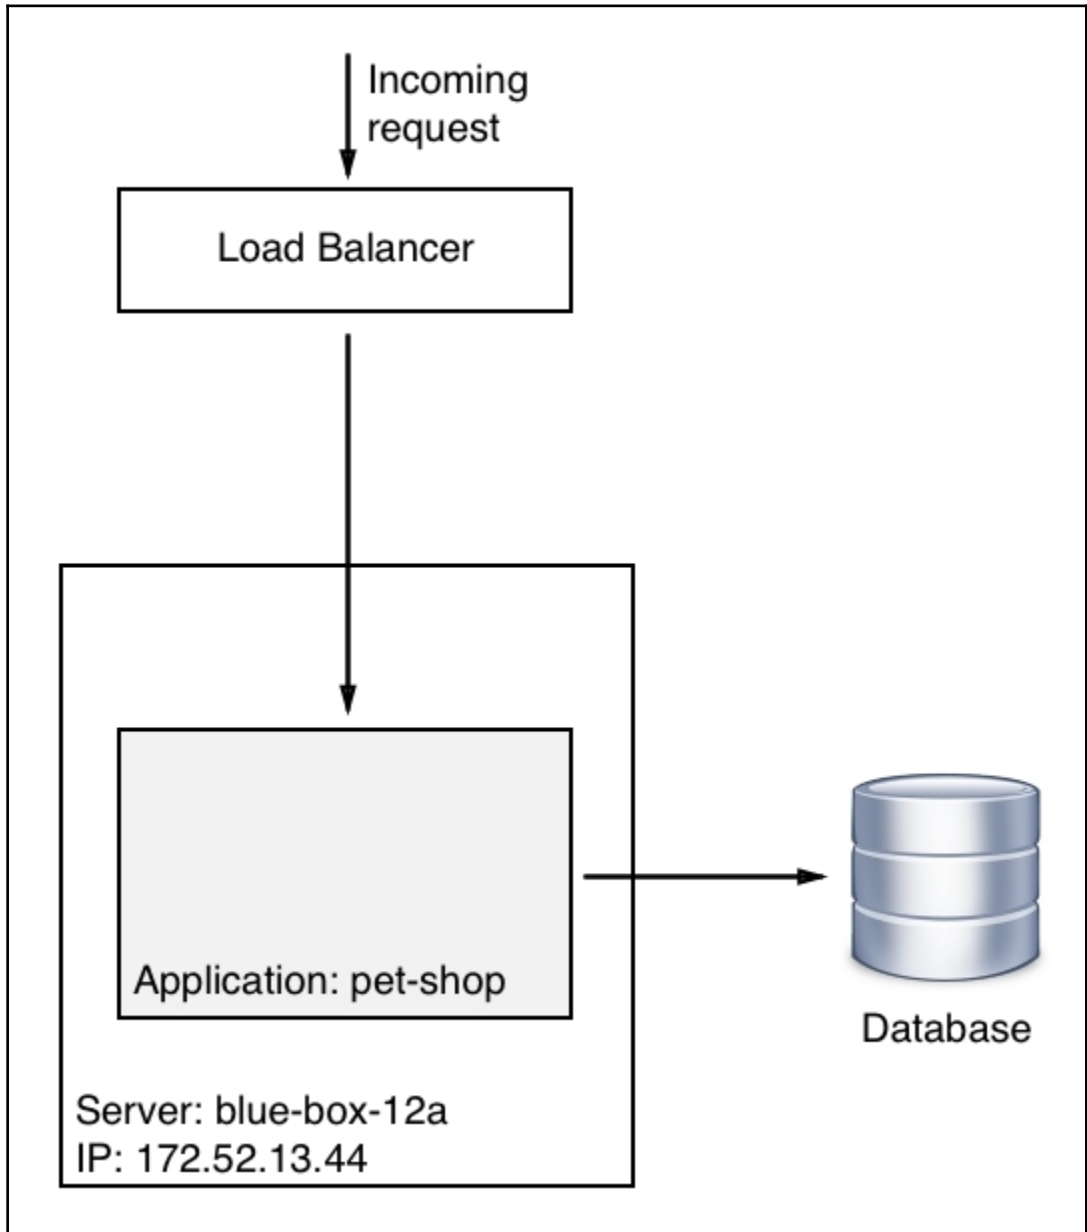 Incoming
request
Load Balancer
Application: pet-shop
Database
Server: blue-box-12a
IP: 172.52.13.44